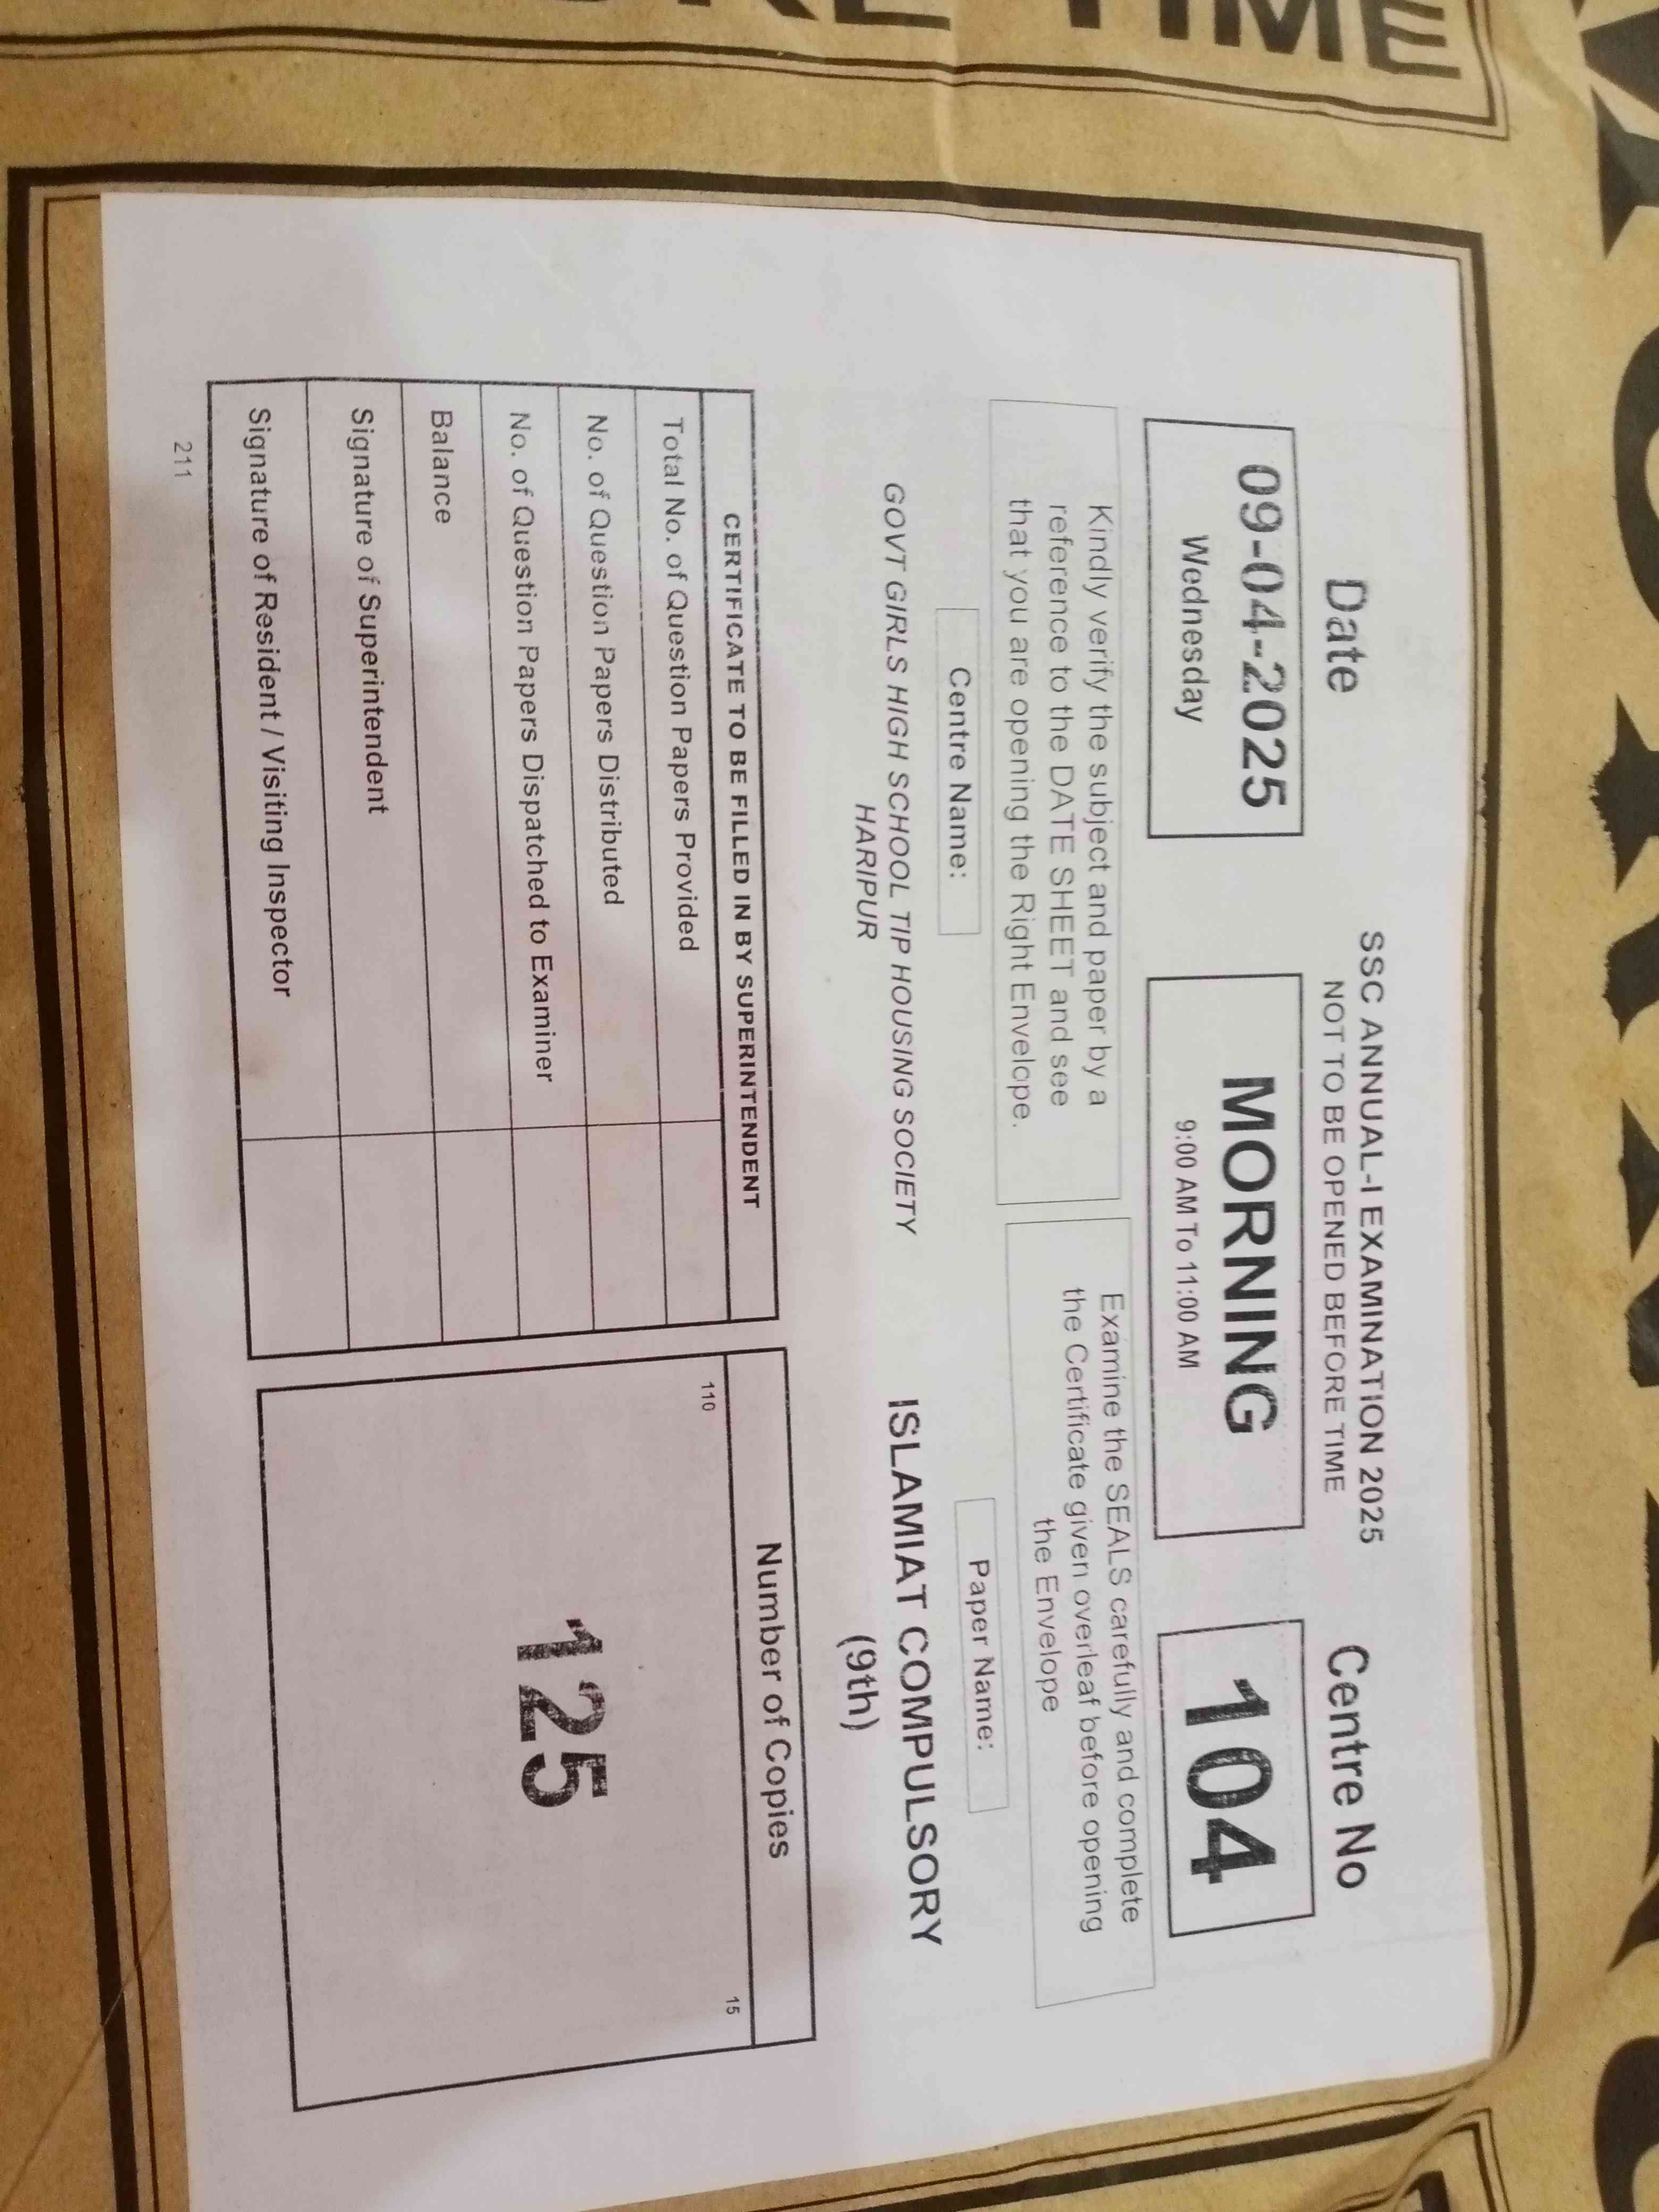 TIME
SSC ANNUAL-I EXAMINATION 2025
NOT TO BE OPENED BEFORE TIME
Date
Centre No
09-04-2025
Wednesday
MORNING
9:00 AM To 11:00 AM
104
Kindly verify the subject and paper by a
reference to the DATE SHEET and see
that you are opening the Right Envelope.
Examine the SEALS carefully and complete
the Certificate given overleaf before opening
the Envelope
Centre Name:
Paper Name:
GOVT GIRLS HIGH SCHOOL TIP HOUSING SOCIETY
HARIPUR
ISLAMIAT COMPULSORY
(9th)
CERTIFICATE TO BE FILLED IN BY SUPERINTENDENT
Total No. of Question Papers Provided
No. of Question Papers Distributed
No. of Question Papers Dispatched to Examiner
Balance
Signature of Superintendent
Signature of Resident / Visiting Inspector
211
Number of Copies
110
15
125